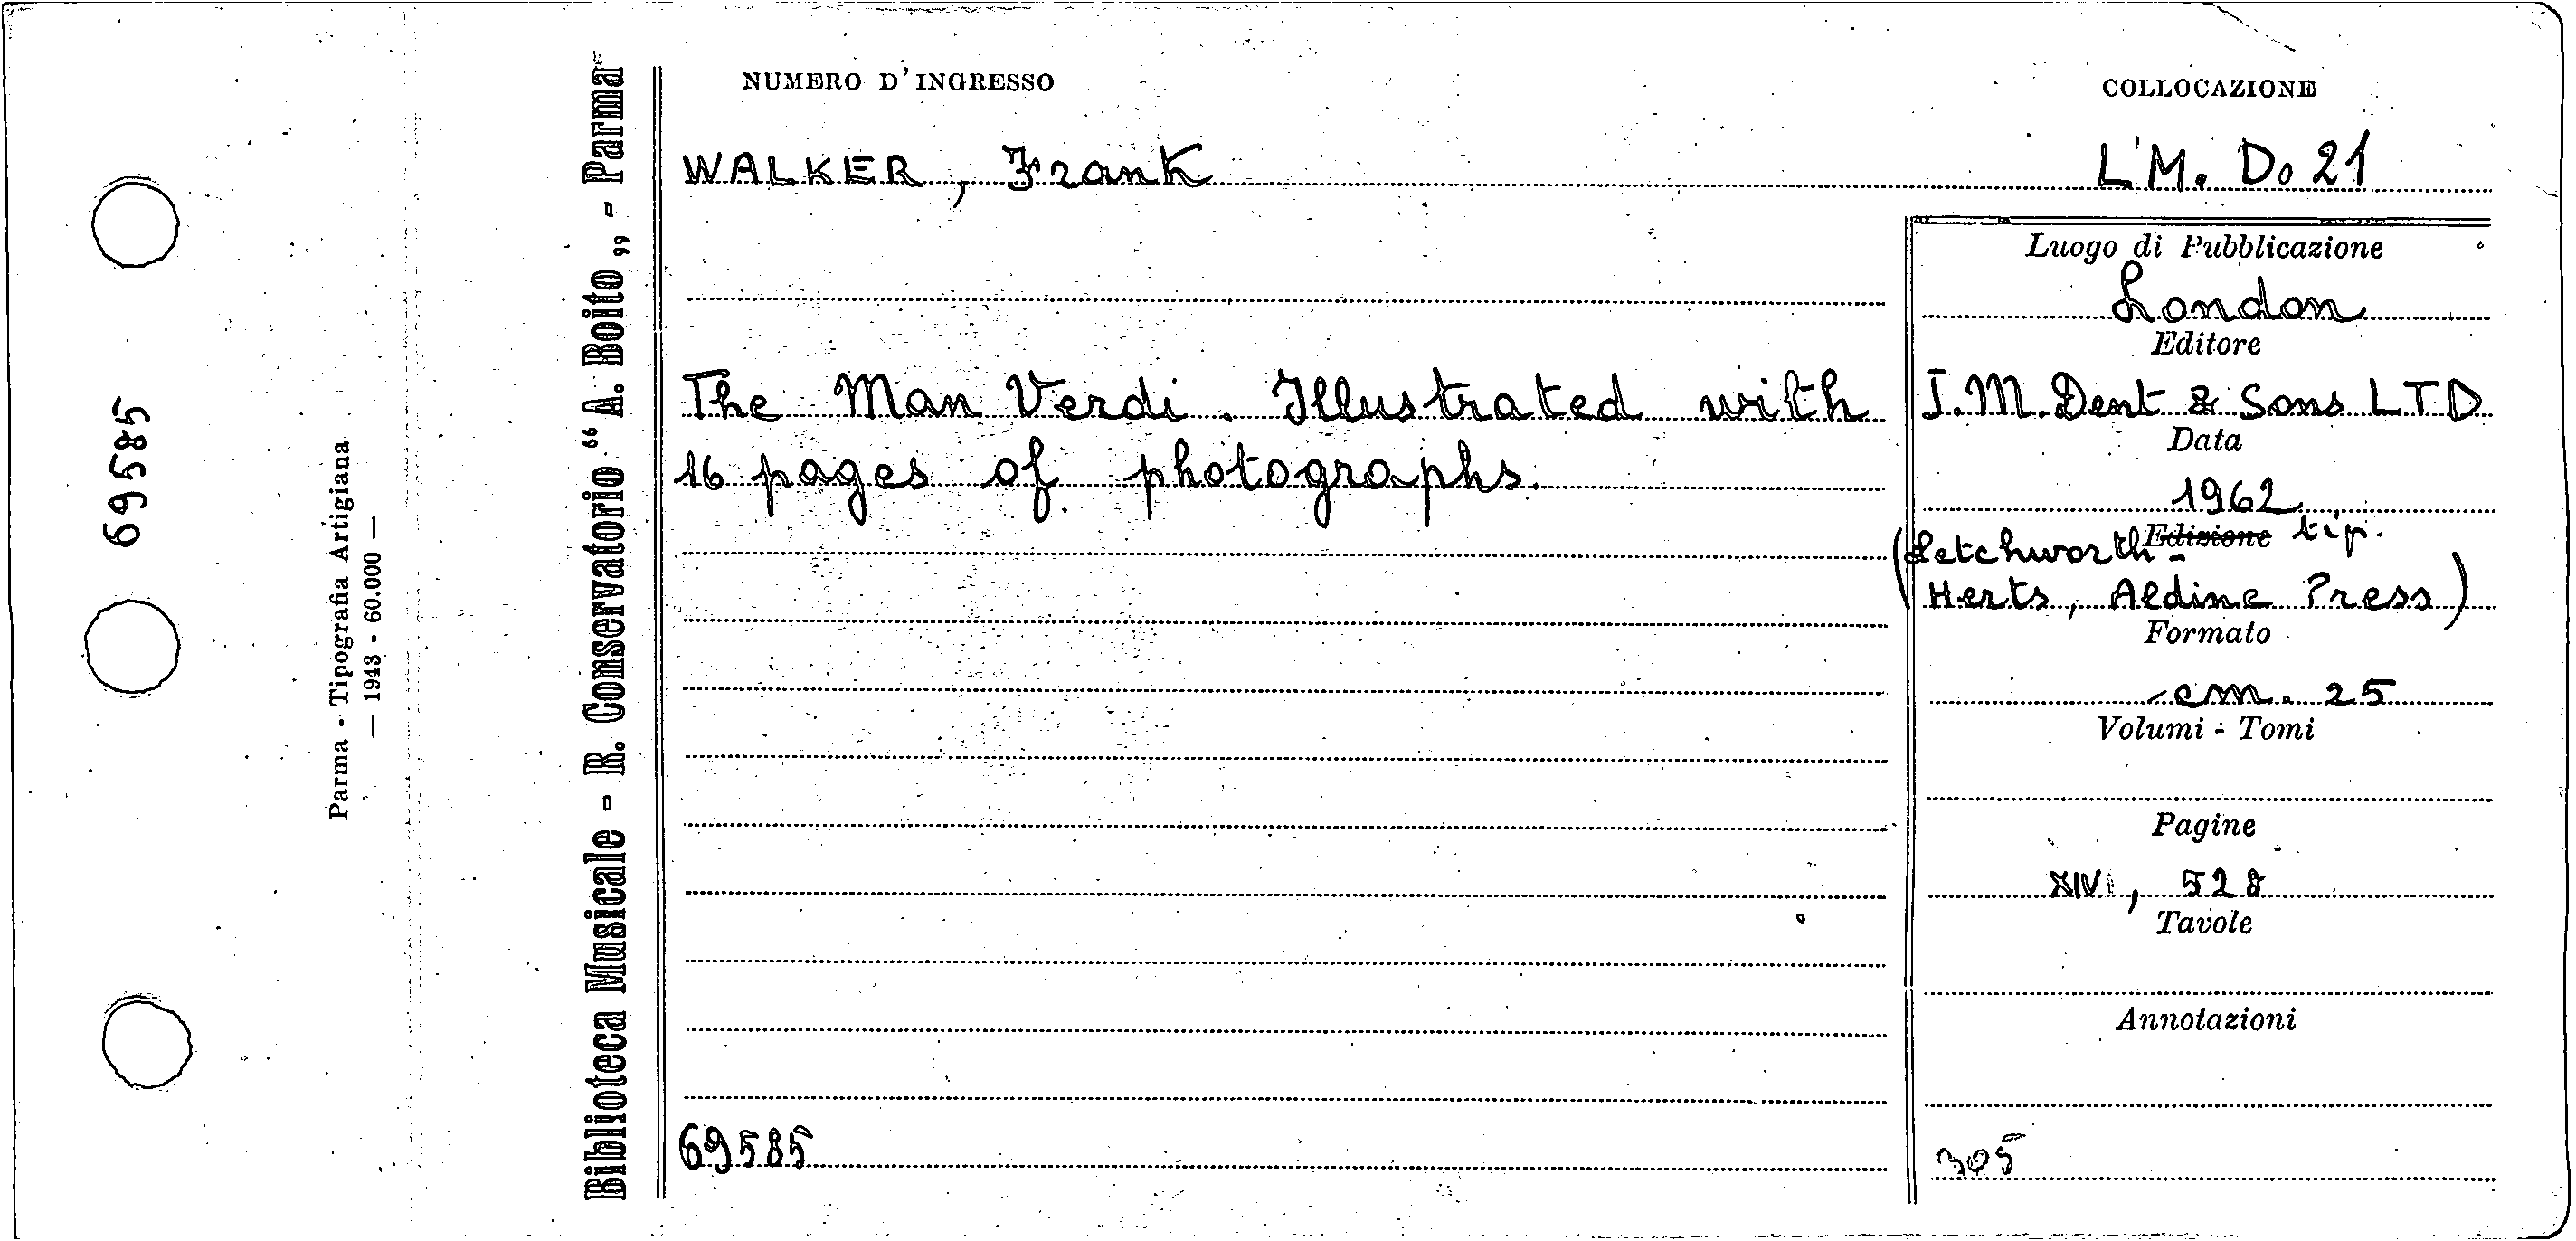 69585
Parma - Tipografia Artigiana
— 1943 - 60.000 —
Biblioteca Musicale - R. Conservatorio “ A. Boito „ - Parma
NUMERO D'INGRESSO
COLLOCAZIONE
WALKER, Frank
L.M. D. 21
The Man Verdi. Illustrated with
16 pages of photographs.
69585
Luogo di Pubblicazione
London
Editore
J.M. Dent & Sons LTD
Data
1962
Edizione tip.
(Letchworth -
Herts, Aldine Press)
Formato
cm. 25
Volumi - Tomi
Pagine
XIV, 528
Tavole
Annotazioni
305